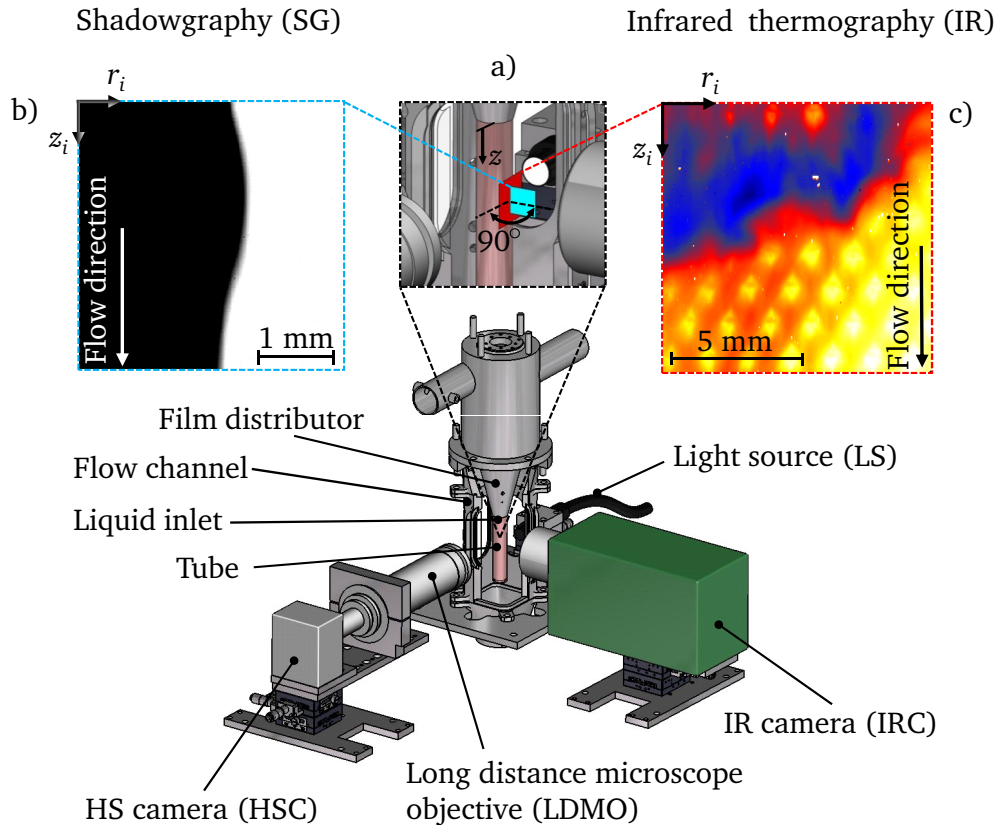 Shadowgraphy (SG)
Infrared thermography (IR)
a)
b)
c)
r_i
z_i
Flow direction
1 mm
z
90°
r_i
z_i
Flow direction
5 mm
Film distributor
Flow channel
Liquid inlet
Tube
Light source (LS)
IR camera (IRC)
Long distance microscope
objective (LDMO)
HS camera (HSC)